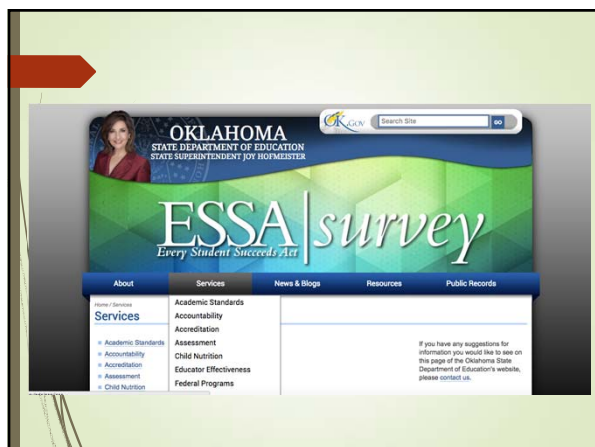 OK.GOV
Search Site
GO
OKLAHOMA
STATE DEPARTMENT OF EDUCATION
STATE SUPERINTENDENT JOY HOFMEISTER
ESSA survey
Every Student Succeeds Act
About Services News & Blogs Resources Public Records
Home / Services
Services
Academic Standards
Accountability
Accreditation
Assessment
Child Nutrition
Academic Standards
Accountability
Accreditation
Assessment
Child Nutrition
Educator Effectiveness
Federal Programs
If you have any suggestions for
information you would like to see on
this page of the Oklahoma State
Department of Education's website,
please contact us.